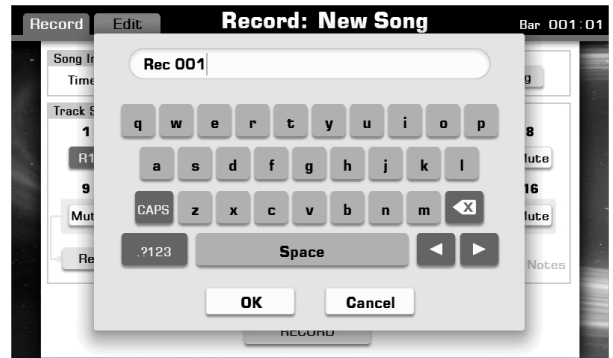 Record Edit Record: New Song Bar 001:01
Song In
Rec 001
Time
g
Track S
q w e r t y u i o p
1
8
R1
a s d f g h j k l
Mute
9
16
CAPS z x c v b n m
Mut
Mute
.?123 Space
Re
Notes
OK Cancel
RECORD